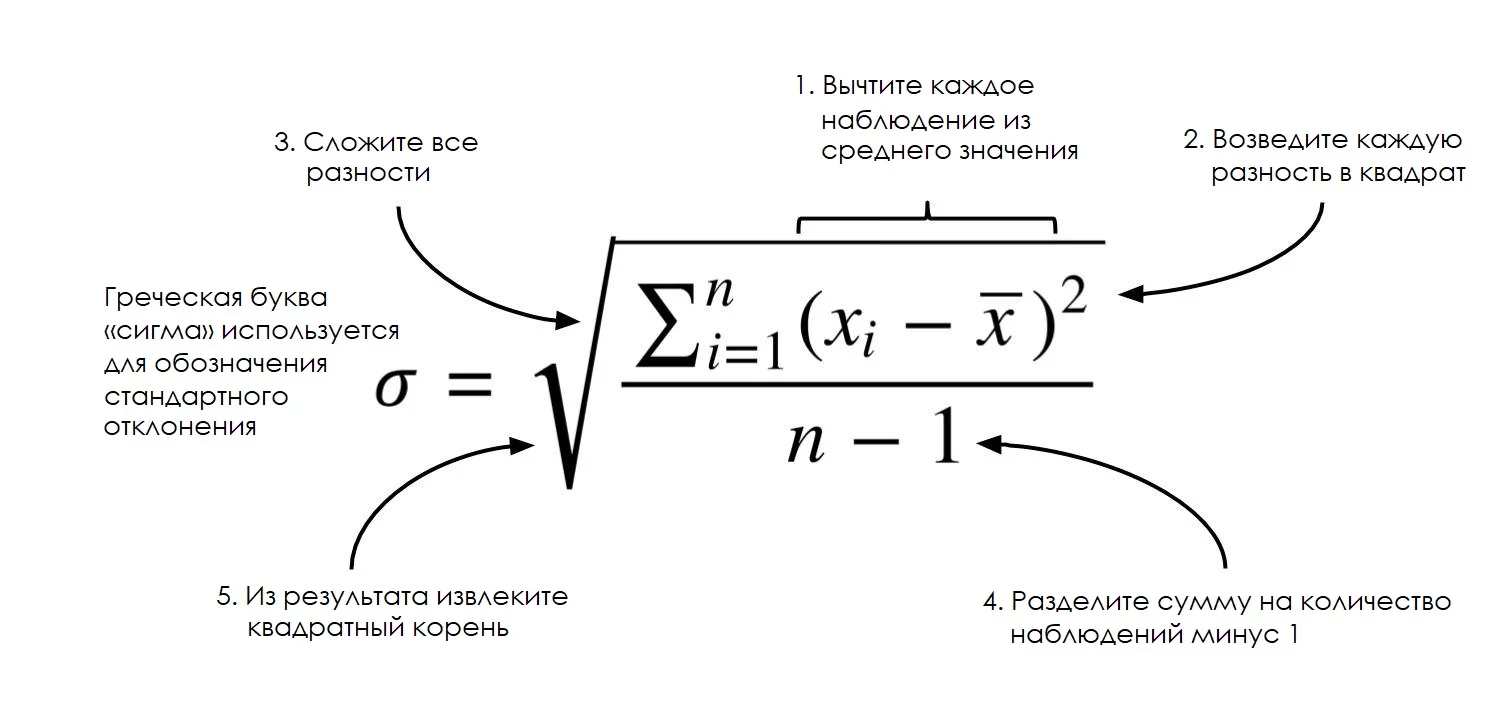 1. Вычтите каждое
наблюдение из
среднего значения
2. Возведите каждую
разность в квадрат
3. Сложите все
разности
Греческая буква
«сигма» используется
для обозначения
стандартного
отклонения
σ = √(∑ⁿᵢ₌₁ (xᵢ − x̅)² / (n − 1))
5. Из результата извлеките
квадратный корень
4. Разделите сумму на количество
наблюдений минус 1